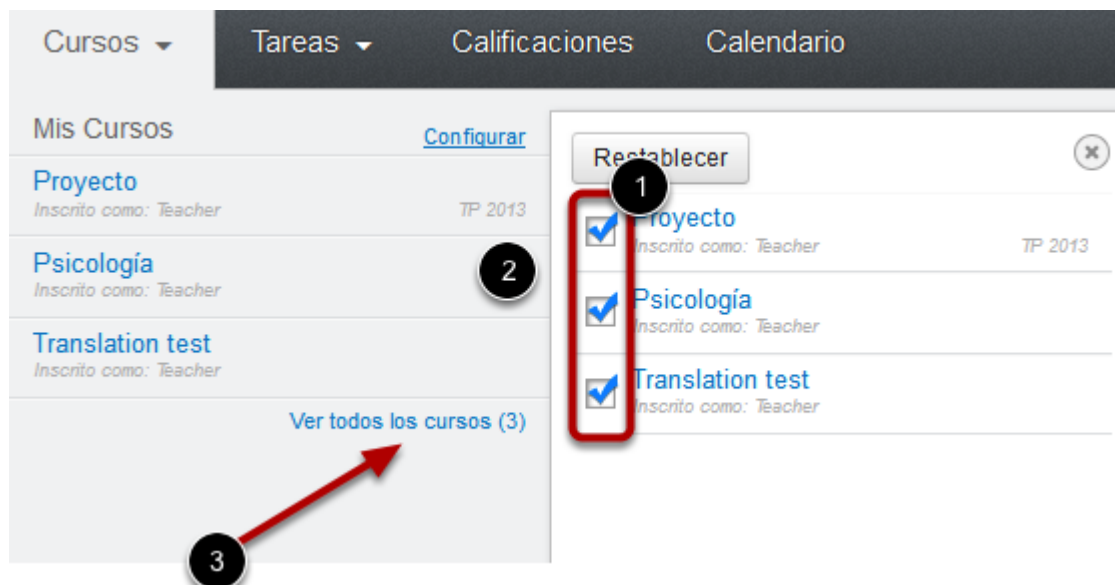 Cursos Tareas Calificaciones Calendario
Mis Cursos Configurar
Proyecto
Inscrito como: Teacher TP 2013
Psicología
Inscrito como: Teacher
Translation test
Inscrito como: Teacher
Ver todos los cursos (3)
Restablecer
1
Proyecto
Inscrito como: Teacher TP 2013
2
Psicología
Inscrito como: Teacher
Translation test
Inscrito como: Teacher
3